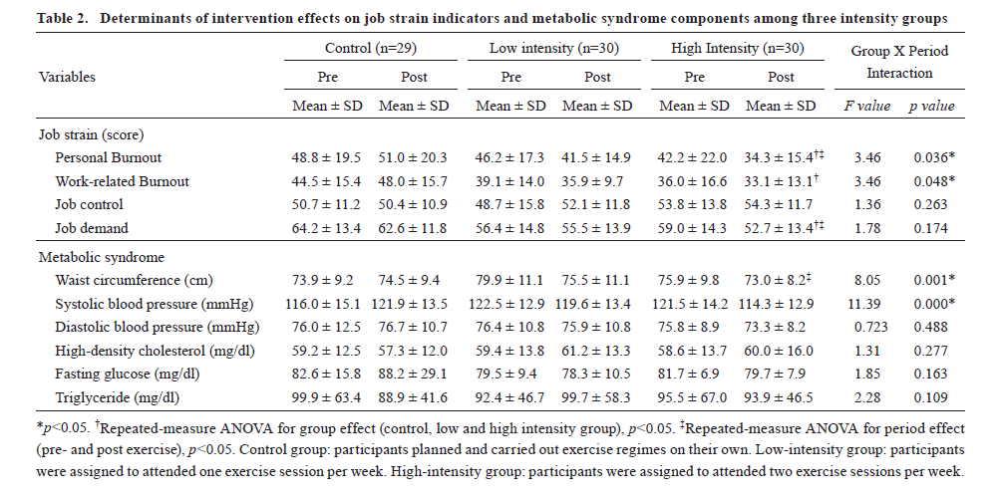 Table 2. Determinants of intervention effects on job strain indicators and metabolic syndrome components among three intensity groups
Control (n=29) Low intensity (n=30) High Intensity (n=30) Group X Period
Variables Pre Post Pre Post Pre Post Interaction
Mean ± SD Mean ± SD Mean ± SD Mean ± SD Mean ± SD Mean ± SD F value p value
Job strain (score)
Personal Burnout 48.8 ± 19.5 51.0 ± 20.3 46.2 ± 17.3 41.5 ± 14.9 42.2 ± 22.0 34.3 ± 15.4†‡ 3.46 0.036*
Work-related Burnout 44.5 ± 15.4 48.0 ± 15.7 39.1 ± 14.0 35.9 ± 9.7 36.0 ± 16.6 33.1 ± 13.1† 3.46 0.048*
Job control 50.7 ± 11.2 50.4 ± 10.9 48.7 ± 15.8 52.1 ± 11.8 53.8 ± 13.8 54.3 ± 11.7 1.36 0.263
Job demand 64.2 ± 13.4 62.6 ± 11.8 56.4 ± 14.8 55.5 ± 13.9 59.0 ± 14.3 52.7 ± 13.4†‡ 1.78 0.174
Metabolic syndrome
Waist circumference (cm) 73.9 ± 9.2 74.5 ± 9.4 79.9 ± 11.1 75.5 ± 11.1 75.9 ± 9.8 73.0 ± 8.2‡ 8.05 0.001*
Systolic blood pressure (mmHg) 116.0 ± 15.1 121.9 ± 13.5 122.5 ± 12.9 119.6 ± 13.4 121.5 ± 14.2 114.3 ± 12.9 11.39 0.000*
Diastolic blood pressure (mmHg) 76.0 ± 12.5 76.7 ± 10.7 76.4 ± 10.8 75.9 ± 10.8 75.8 ± 8.9 73.3 ± 8.2 0.723 0.488
High-density cholesterol (mg/dl) 59.2 ± 12.5 57.3 ± 12.0 59.4 ± 13.8 61.2 ± 13.3 58.6 ± 13.7 60.0 ± 16.0 1.31 0.277
Fasting glucose (mg/dl) 82.6 ± 15.8 88.2 ± 29.1 79.5 ± 9.4 78.3 ± 10.5 81.7 ± 6.9 79.7 ± 7.9 1.85 0.163
Triglyceride (mg/dl) 99.9 ± 63.4 88.9 ± 41.6 92.4 ± 46.7 99.7 ± 58.3 95.5 ± 67.0 93.9 ± 46.5 2.28 0.109
*p<0.05. †Repeated-measure ANOVA for group effect (control, low and high intensity group), p<0.05. ‡Repeated-measure ANOVA for period effect
(pre- and post exercise), p<0.05. Control group: participants planned and carried out exercise regimes on their own. Low-intensity group: participants
were assigned to attended one exercise session per week. High-intensity group: participants were assigned to attended two exercise sessions per week.